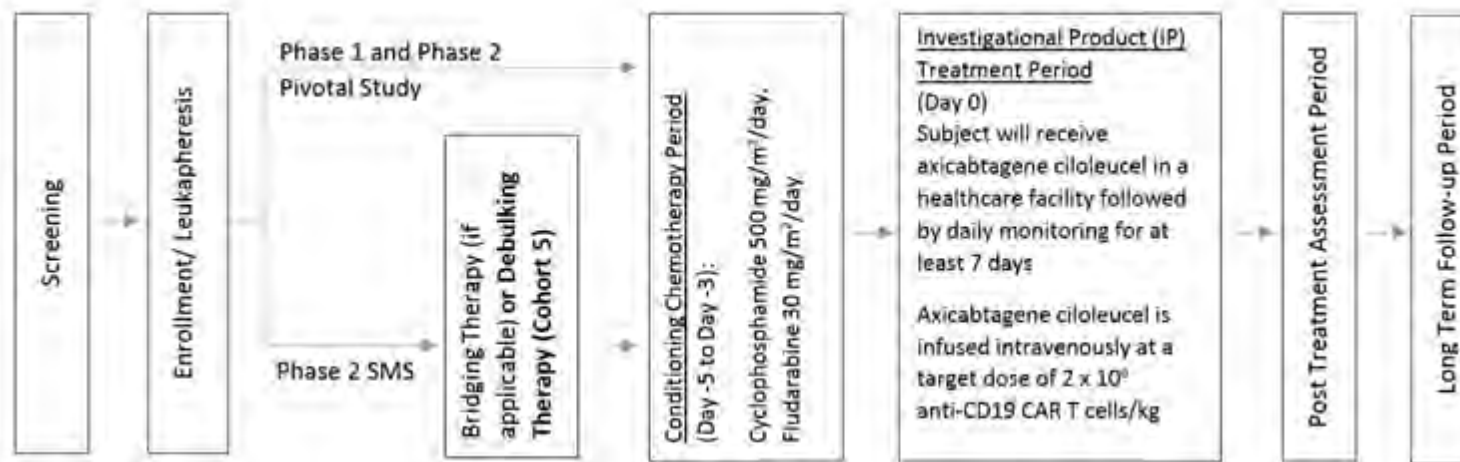 Screening
Enrollment/ Leukapheresis
Phase 1 and Phase 2
Pivotal Study
Phase 2 SMS
Bridging Therapy (if
applicable) or Debulking
Therapy (Cohort 5)
Conditioning Chemotherapy Period
(Day -5 to Day -3):
Cyclophosphamide 500mg/m²/day,
Fludarabine 30 mg/m²/day.
Investigational Product (IP)
Treatment Period
(Day 0)
Subject will receive
axicabtagene ciloleucel in a
healthcare facility followed
by daily monitoring for at
least 7 days
Axicabtagene ciloleucel is
infused intravenously at a
target dose of 2 x 10⁶
anti-CD19 CAR T cells/kg
Post Treatment Assessment Period
Long Term Follow-up Period